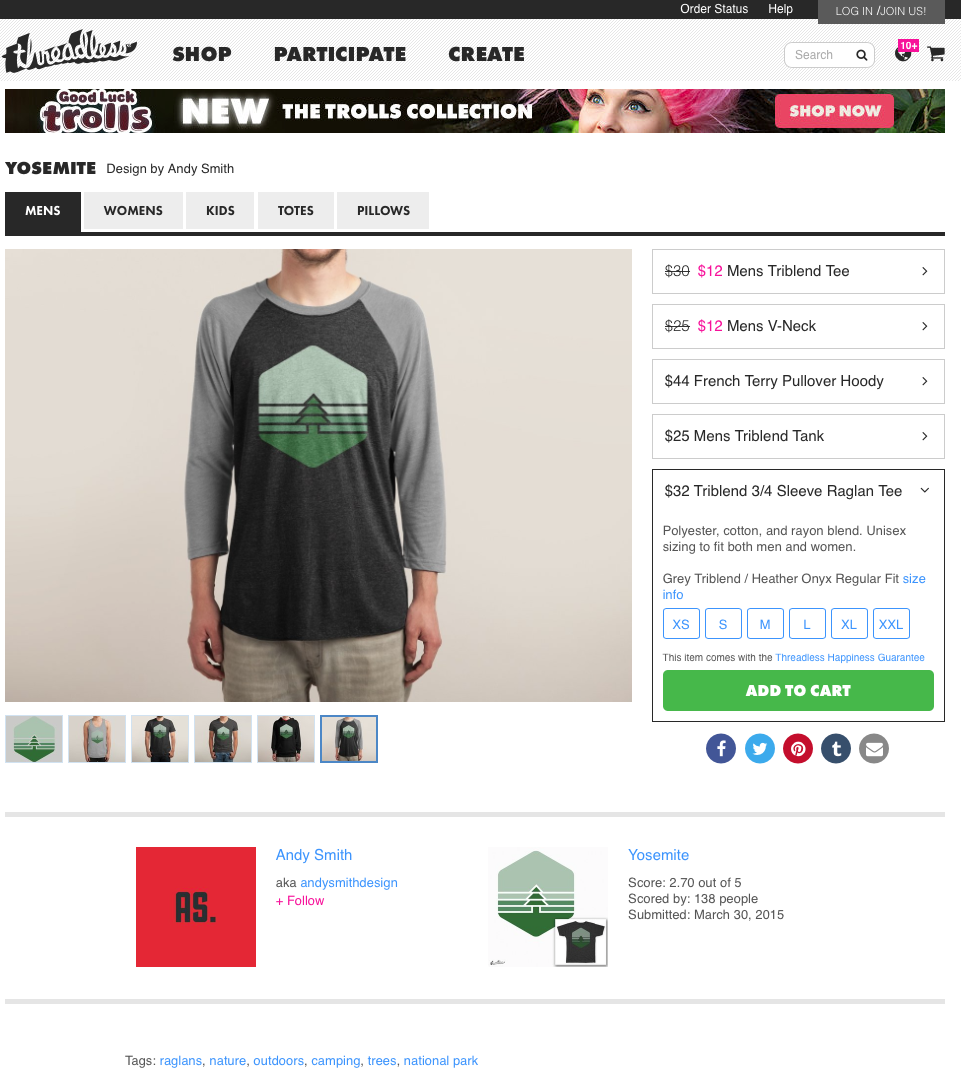 Order Status Help LOG IN /JOIN US!
threadless
SHOP PARTICIPATE CREATE
Search
10+
Good Luck
trolls
NEW THE TROLLS COLLECTION
SHOP NOW
YOSEMITE Design by Andy Smith
MENS WOMENS KIDS TOTES PILLOWS
$30 $12 Mens Triblend Tee
$25 $12 Mens V-Neck
$44 French Terry Pullover Hoody
$25 Mens Triblend Tank
$32 Triblend 3/4 Sleeve Raglan Tee
Polyester, cotton, and rayon blend. Unisex
sizing to fit both men and women.
Grey Triblend / Heather Onyx Regular Fit size
info
XS S M L XL XXL
This item comes with the Threadless Happiness Guarantee
ADD TO CART
AS.
Andy Smith
aka andysmithdesign
+ Follow
threadless
Yosemite
Score: 2.70 out of 5
Scored by: 138 people
Submitted: March 30, 2015
Tags: raglans, nature, outdoors, camping, trees, national park